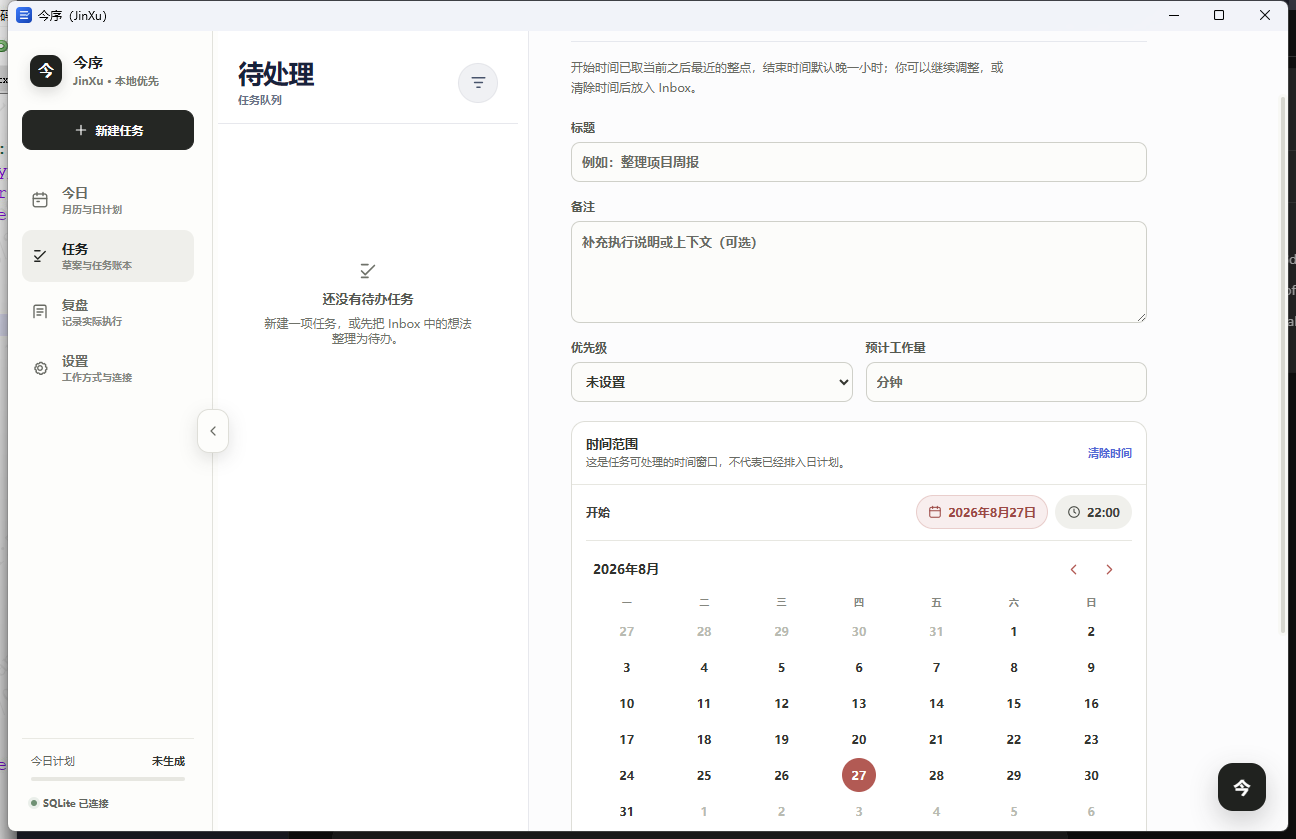 今序（JinXu）
今
今序
JinXu • 本地优先
新建任务
今日
月历与日计划
任务
草案与任务账本
复盘
记录实际执行
设置
工作方式与连接
今日计划
未生成
SQLite 已连接
待处理
任务队列
还没有待办任务
新建一项任务，或先把 Inbox 中的想法
整理为待办。
开始时间已取当前之后最近的整点，结束时间默认晚一小时；你可以继续调整，或
清除时间后放入 Inbox。
标题
例如：整理项目周报
备注
补充执行说明或上下文（可选）
优先级
预计工作量
未设置
分钟
时间范围
这是任务可处理的时间窗口，不代表已经排入日计划。
清除时间
开始
2026年8月27日
22:00
2026年8月
一 二 三 四 五 六 日
27 28 29 30 31 1 2
3 4 5 6 7 8 9
10 11 12 13 14 15 16
17 18 19 20 21 22 23
24 25 26 27 28 29 30
31 1 2 3 4 5 6
今